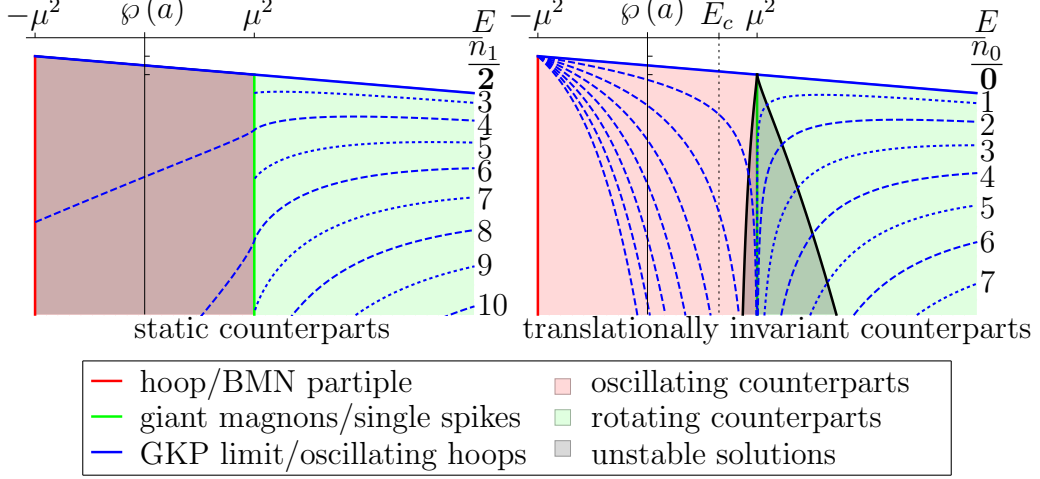 −μ² ℘(a) μ² E
n₁
2
3
4
5
6
7
8
9
10
static counterparts
−μ² ℘(a) E_c μ² E
n₀
0
1
2
3
4
5
6
7
translationally invariant counterparts
hoop/BMN partiple
giant magnons/single spikes
GKP limit/oscillating hoops
oscillating counterparts
rotating counterparts
unstable solutions